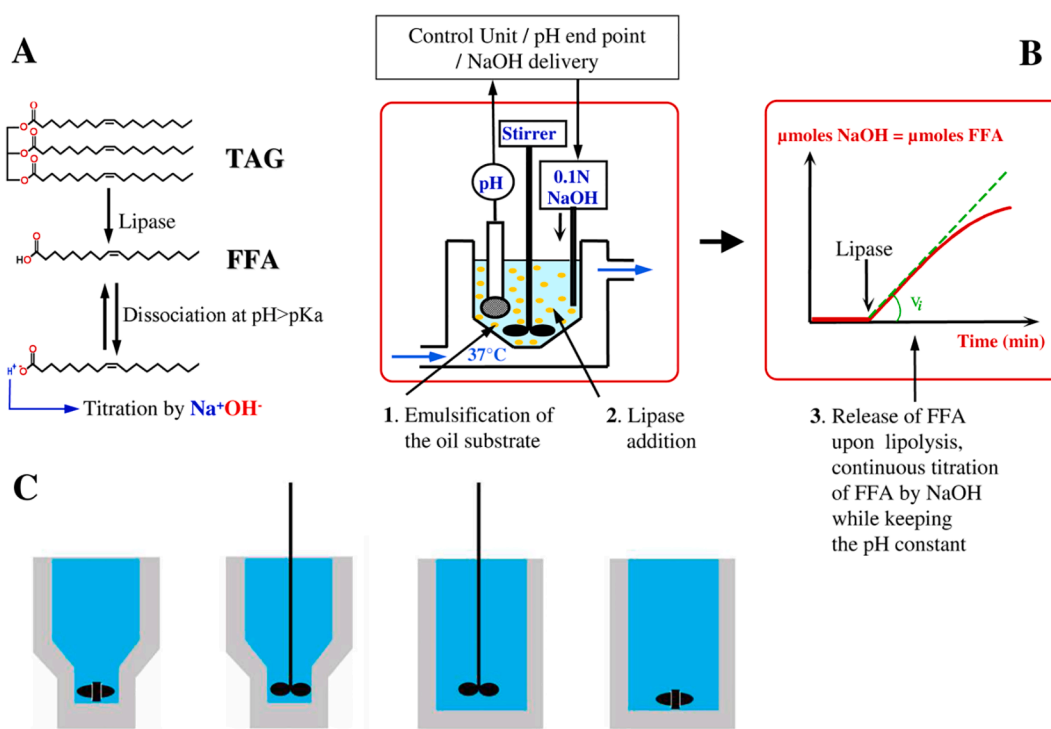 A
O
O
O
O
O
O
TAG
Lipase
O
HO
FFA
Dissociation at pH>pKa
O
H⁺ ⁻O
Titration by Na⁺OH⁻
Control Unit / pH end point
/ NaOH delivery
Stirrer
pH
0.1N
NaOH
37°C
1. Emulsification of
the oil substrate
2. Lipase
addition
B
µmoles NaOH = µmoles FFA
Lipase
vᵢ
Time (min)
3. Release of FFA
upon lipolysis,
continuous titration
of FFA by NaOH
while keeping
the pH constant
C